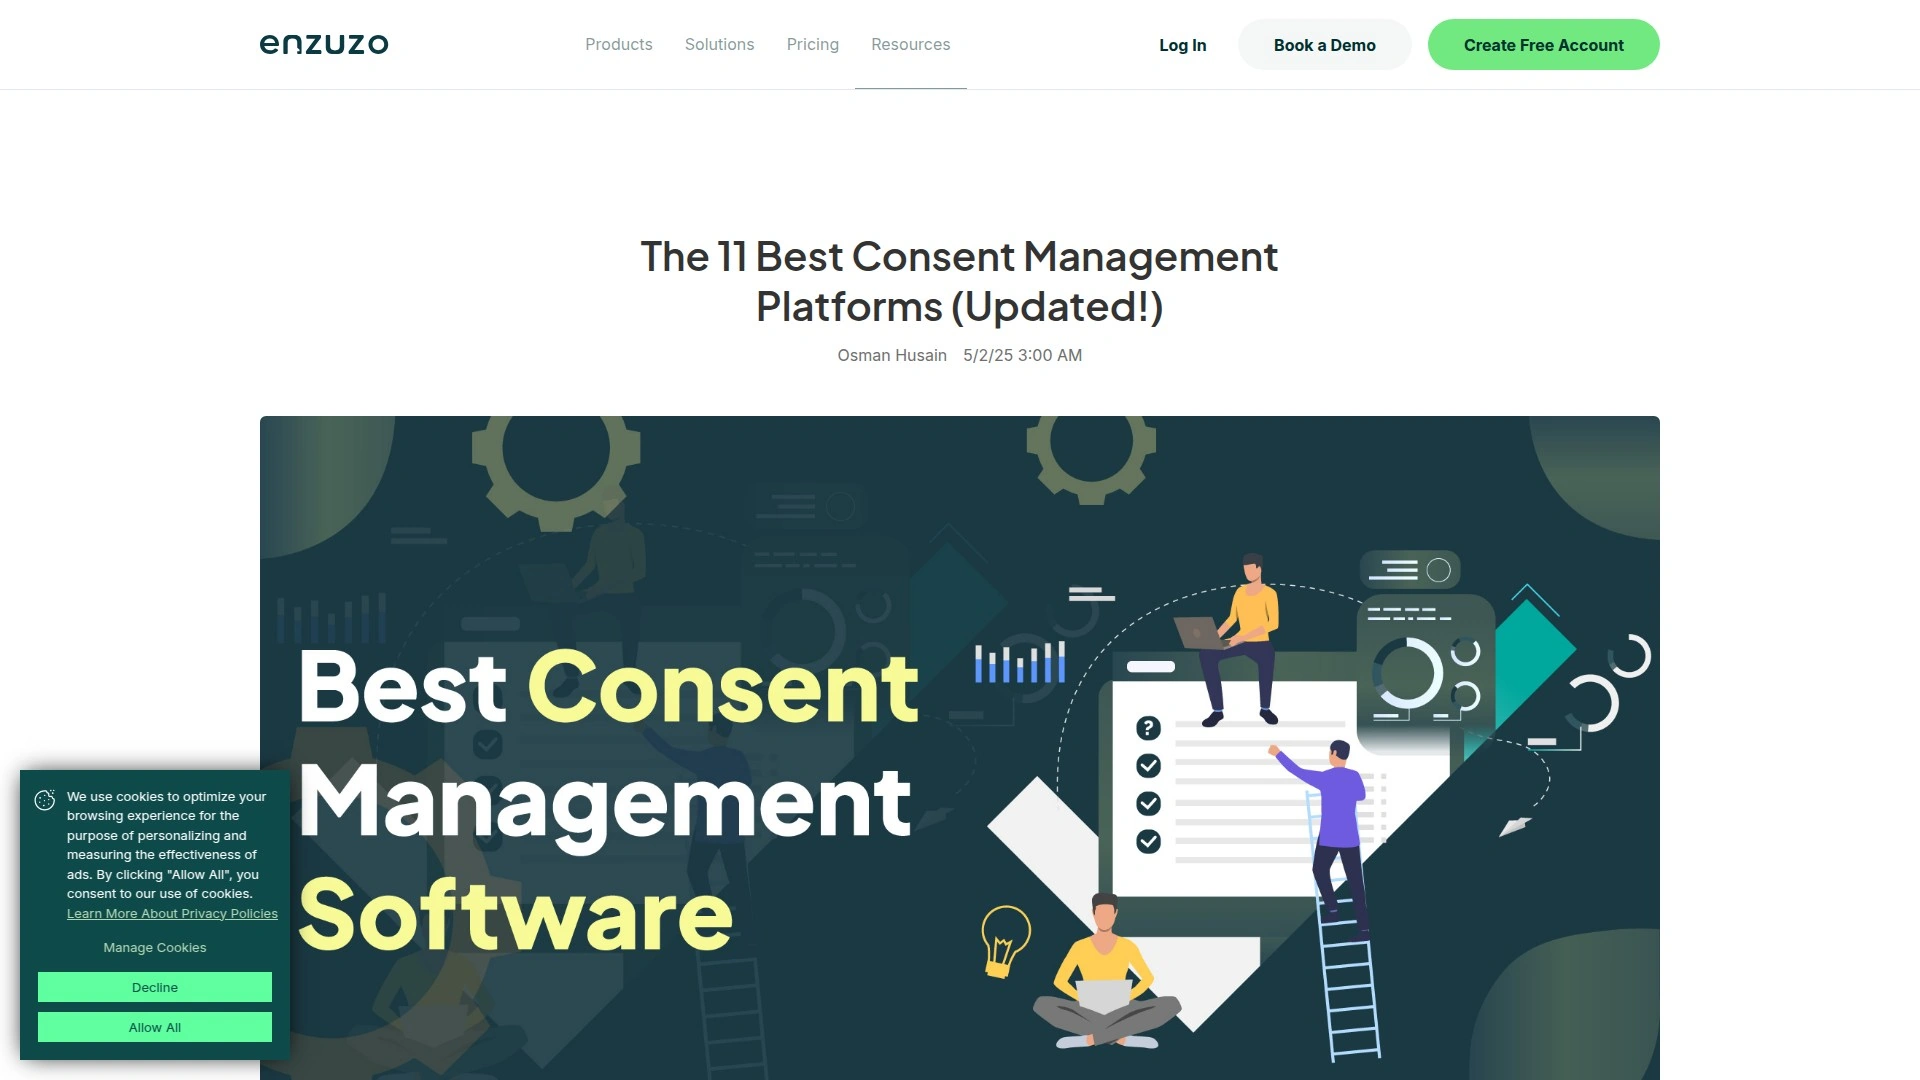 enzuzo
Products
Solutions
Pricing
Resources
Log In
Book a Demo
Create Free Account
The 11 Best Consent Management
Platforms (Updated!)
Osman Husain 5/2/25 3:00 AM
Best Consent
Management
Software
?
We use cookies to optimize your
browsing experience for the
purpose of personalizing and
measuring the effectiveness of
ads. By clicking "Allow All", you
consent to our use of cookies.
Learn More About Privacy Policies
Manage Cookies
Decline
Allow All